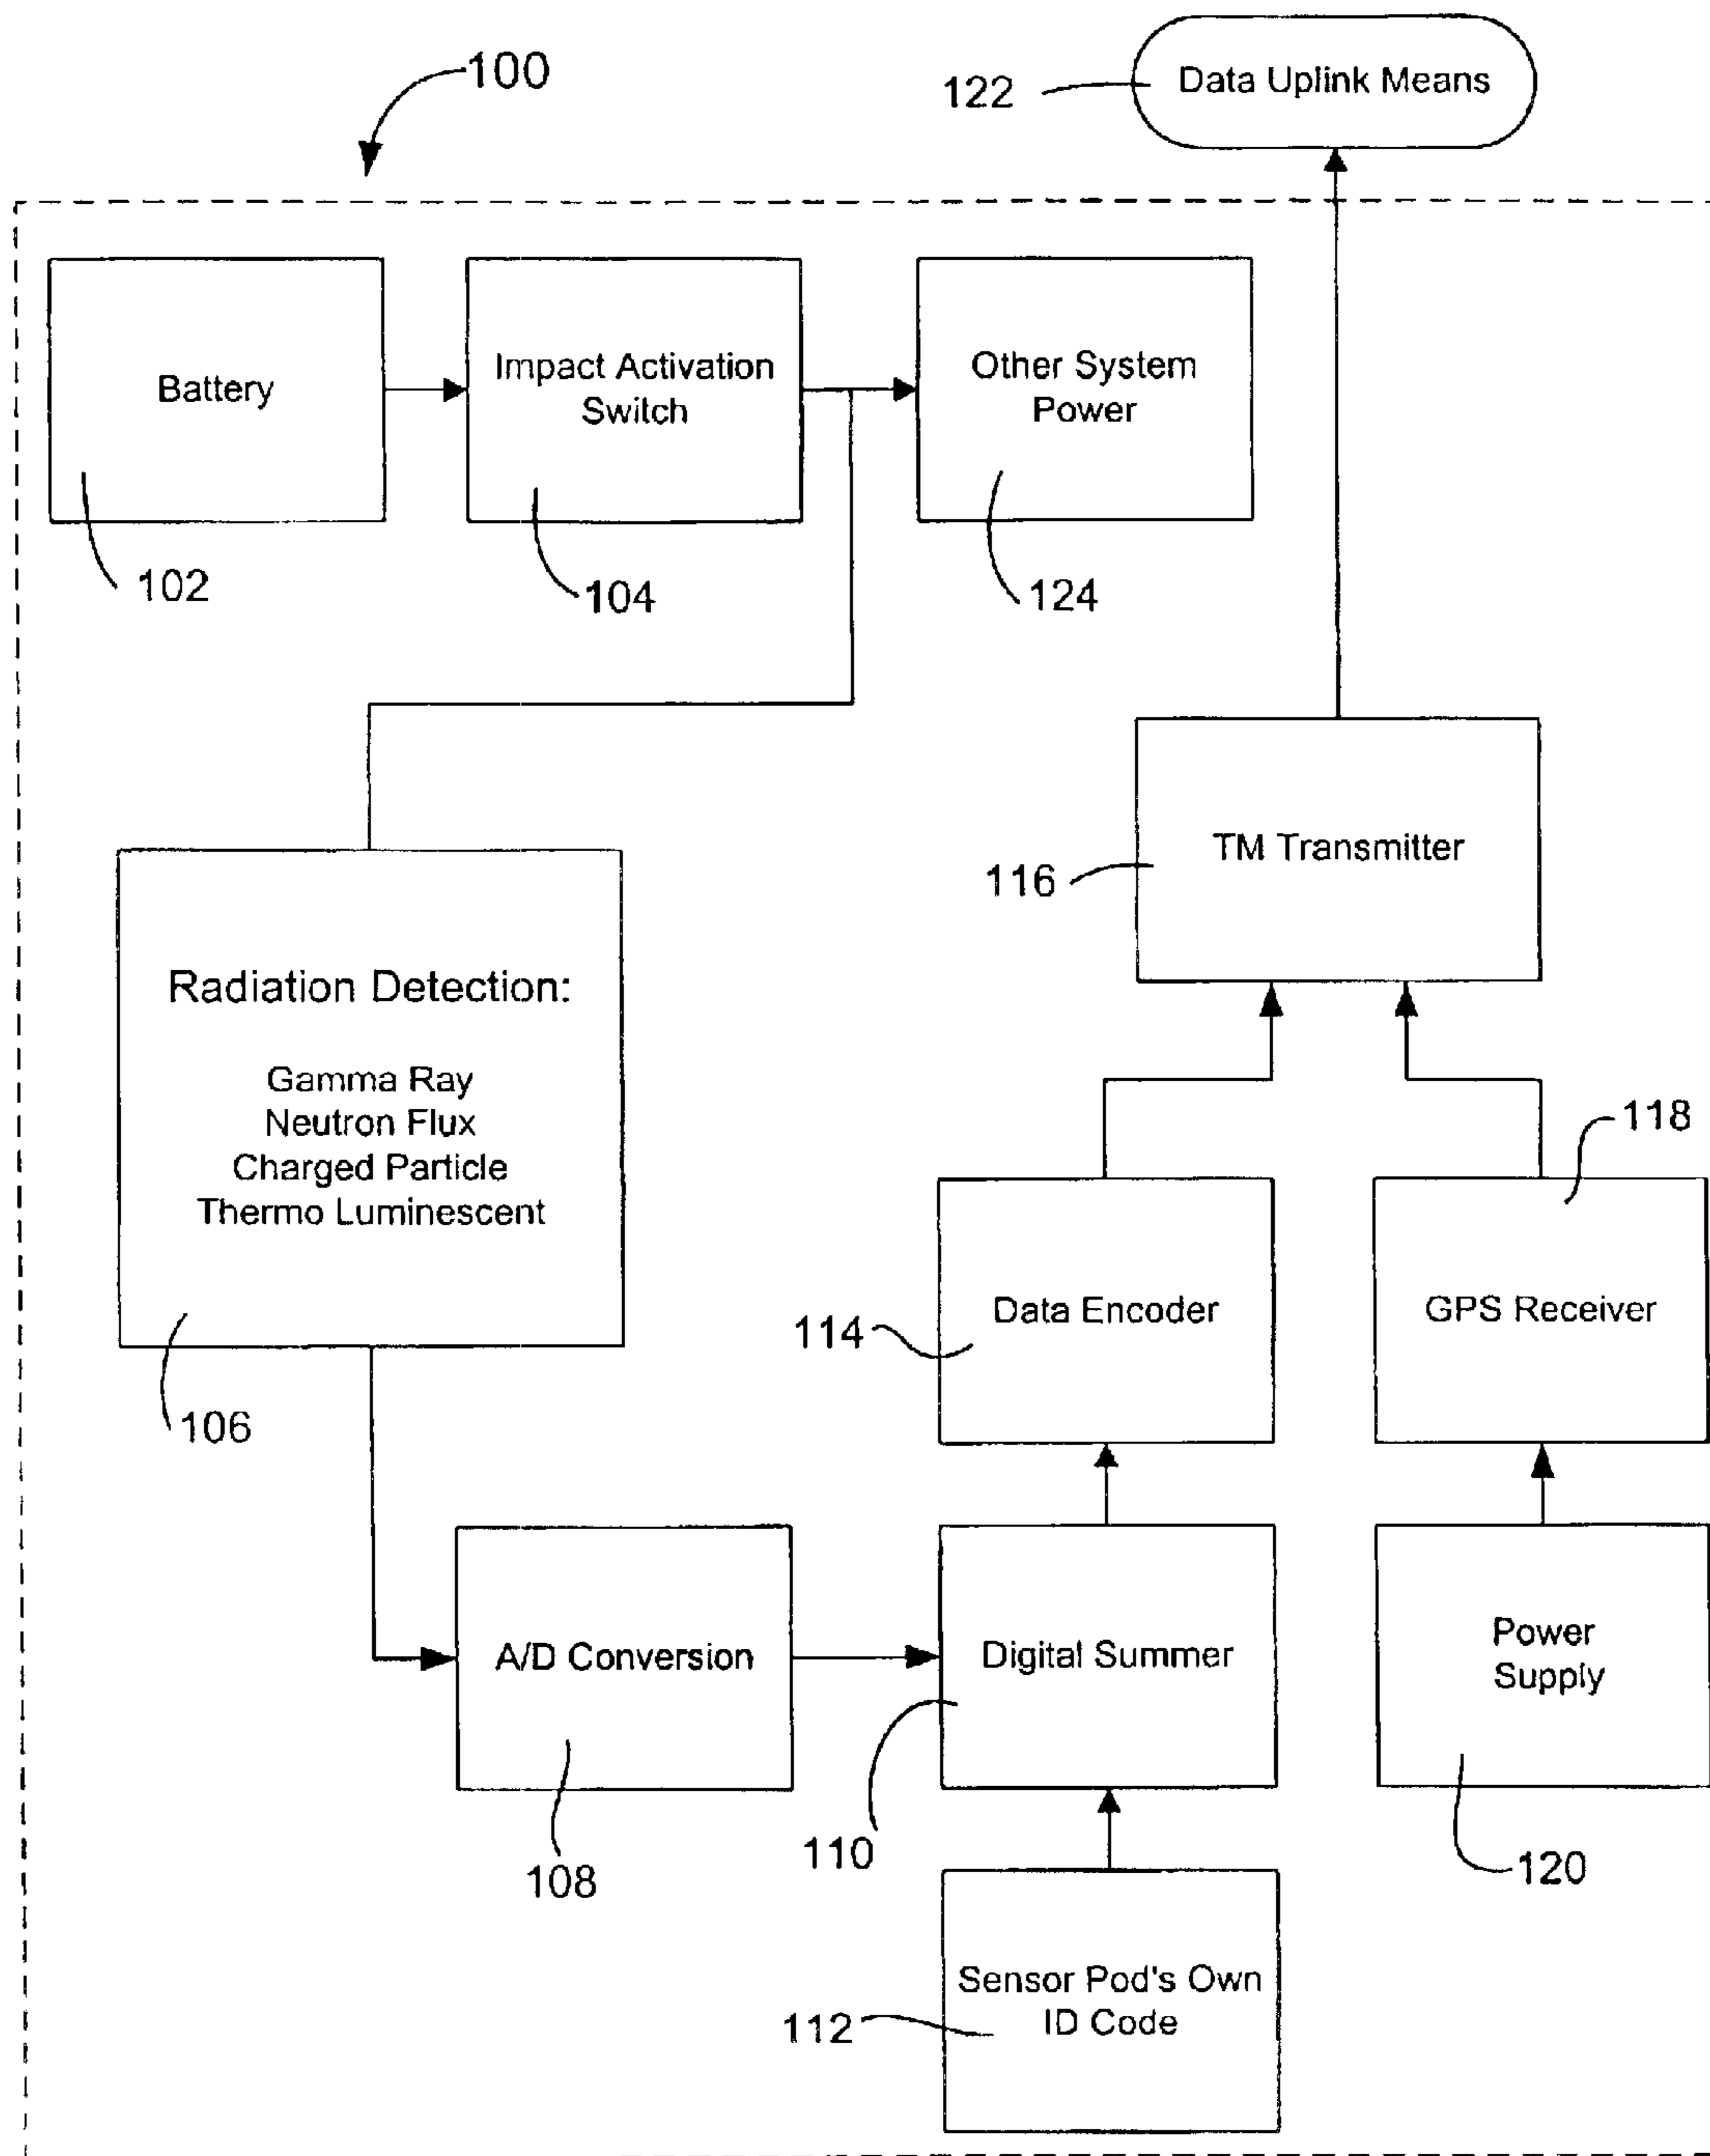 100
122
Data Uplink Means
Battery
102
Impact Activation
Switch
104
Other System
Power
124
TM Transmitter
116
Radiation Detection:
Gamma Ray
Neutron Flux
Charged Particle
Thermo Luminescent
106
118
Data Encoder
114
GPS Receiver
A/D Conversion
108
Digital Summer
110
Power
Supply
120
Sensor Pod's Own
ID Code
112